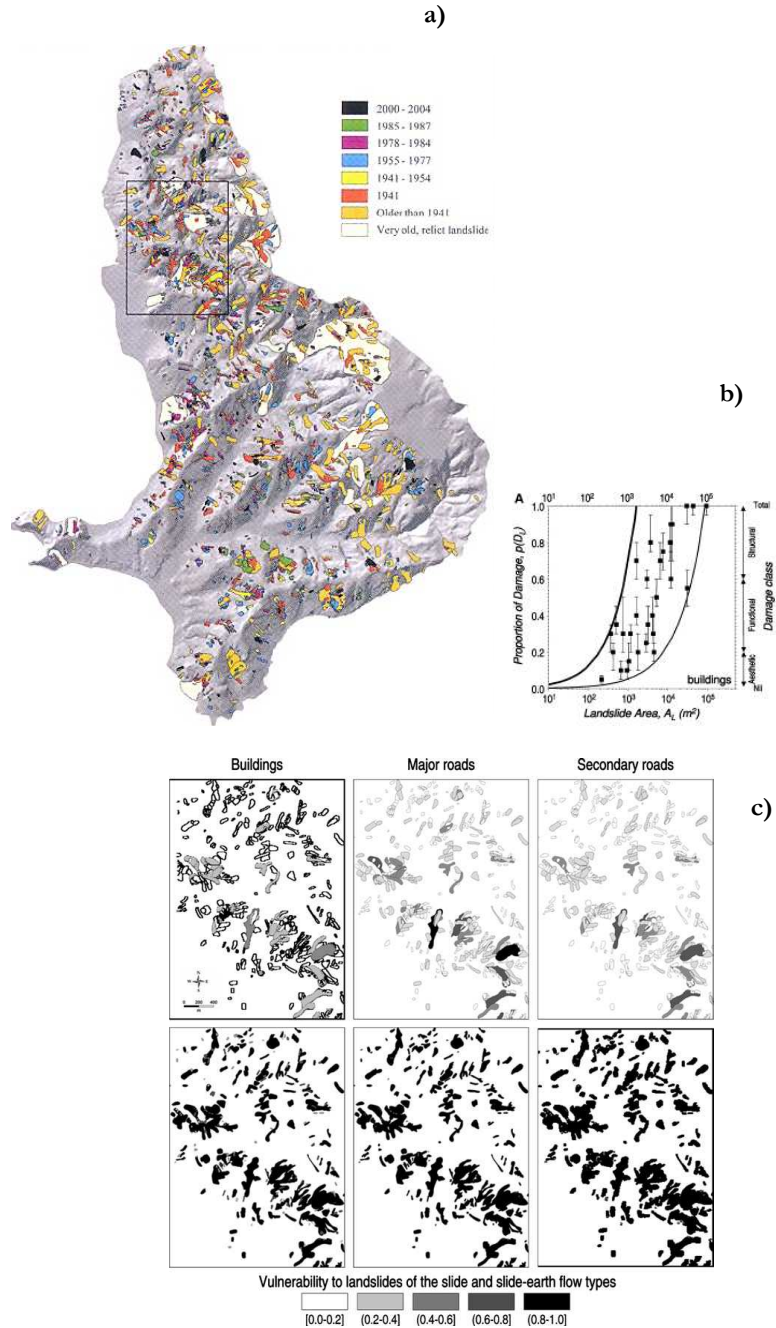 a)
2000 - 2004
1985 - 1987
1978 - 1984
1955 - 1977
1941 - 1954
1941
Older than 1941
Very old, relict landslide
b)
A 10¹ 10² 10³ 10⁴ 10⁵
Total
Structural
Functional
Aesthetic
Nil
Damage class
Proportion of Damage, p(D_L)
1.0
0.8
0.6
0.4
0.2
0.0
buildings
10¹ 10² 10³ 10⁴ 10⁵
Landslide Area, A_L (m²)
Buildings Major roads Secondary roads
c)
N
W E
S
0 200 400
m
Vulnerability to landslides of the slide and slide-earth flow types
[0.0-0.2] (0.2-0.4] (0.4-0.6] (0.6-0.8] (0.8-1.0]